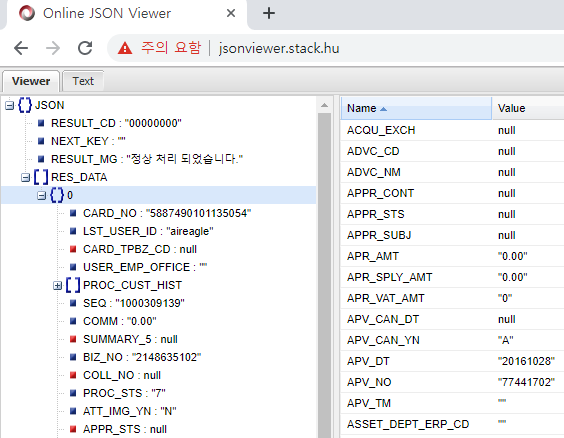 Online JSON Viewer
주의 요함 | jsonviewer.stack.hu
Viewer
Text
JSON
RESULT_CD : "00000000"
NEXT_KEY : ""
RESULT_MG : "정상 처리 되었습니다."
RES_DATA
0
CARD_NO : "5887490101135054"
LST_USER_ID : "aireagle"
CARD_TPBZ_CD : null
USER_EMP_OFFICE : ""
PROC_CUST_HIST
SEQ : "1000309139"
COMM : "0.00"
SUMMARY_5 : null
BIZ_NO : "2148635102"
COLL_NO : null
PROC_STS : "7"
ATT_IMG_YN : "N"
APPR_STS : null
Name Value
ACQU_EXCH null
ADVC_CD null
ADVC_NM null
APPR_CONT null
APPR_STS null
APPR_SUBJ null
APR_AMT "0.00"
APR_SPLY_AMT "0.00"
APR_VAT_AMT "0"
APV_CAN_DT null
APV_CAN_YN "A"
APV_DT "20161028"
APV_NO "77441702"
APV_TM ""
ASSET_DEPT_ERP_CD ""